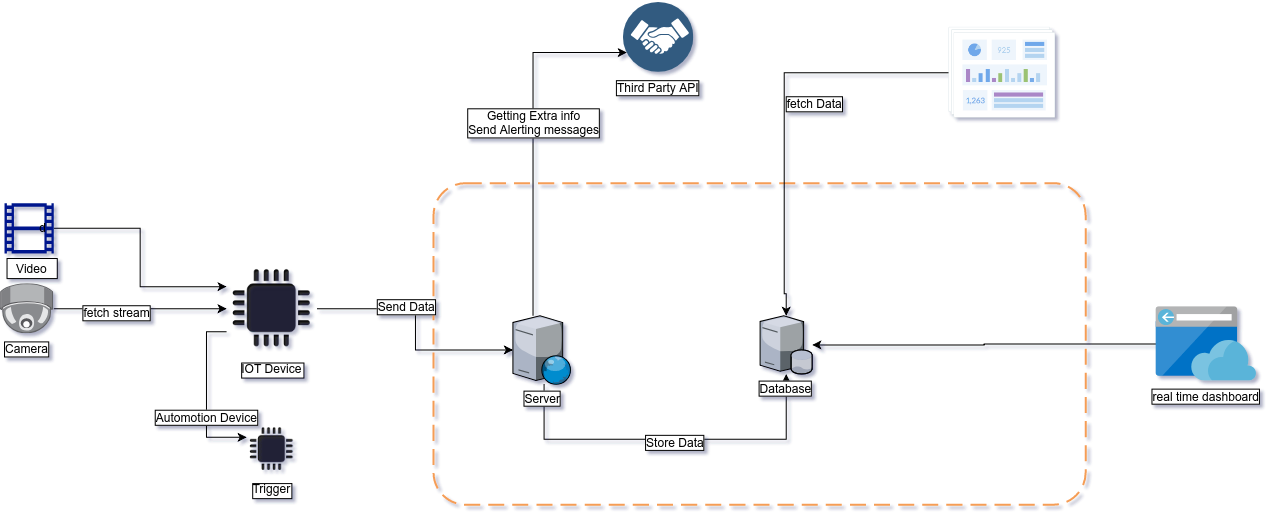 Third Party API
925
1,263
fetch Data
Getting Extra info
Send Alerting messages
Video
fetch stream
Camera
Send Data
IOT Device
Automotion Device
Trigger
Server
Store Data
Database
real time dashboard